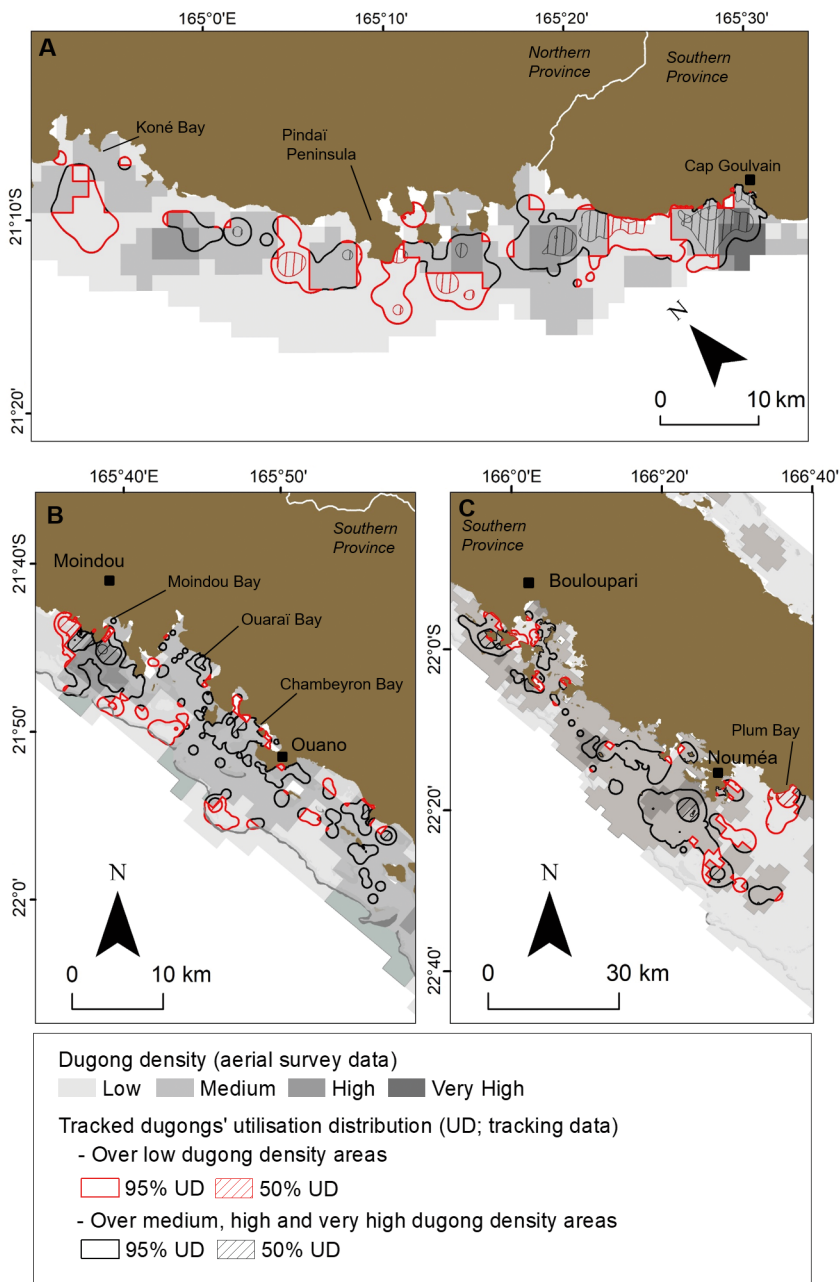 165°0'E
165°10'
165°20'
165°30'
A
Northern
Province
Southern
Province
Koné Bay
Pindaï
Peninsula
Cap Goulvain
21°10'S
N
0 10 km
21°20'
165°40'E
165°50'
166°0'
166°20'
166°40'
B
Southern
Province
C
Southern
Province
21°40'S
Moindou
Moindou Bay
Bouloupari
Ouaraï Bay
22°0'S
Chambeyron Bay
21°50'
Ouano
Plum Bay
Nouméa
22°20'
N
N
22°0'
22°40'
0 10 km
0 30 km
Dugong density (aerial survey data)
Low Medium High Very High
Tracked dugongs' utilisation distribution (UD; tracking data)
- Over low dugong density areas
95% UD 50% UD
- Over medium, high and very high dugong density areas
95% UD 50% UD